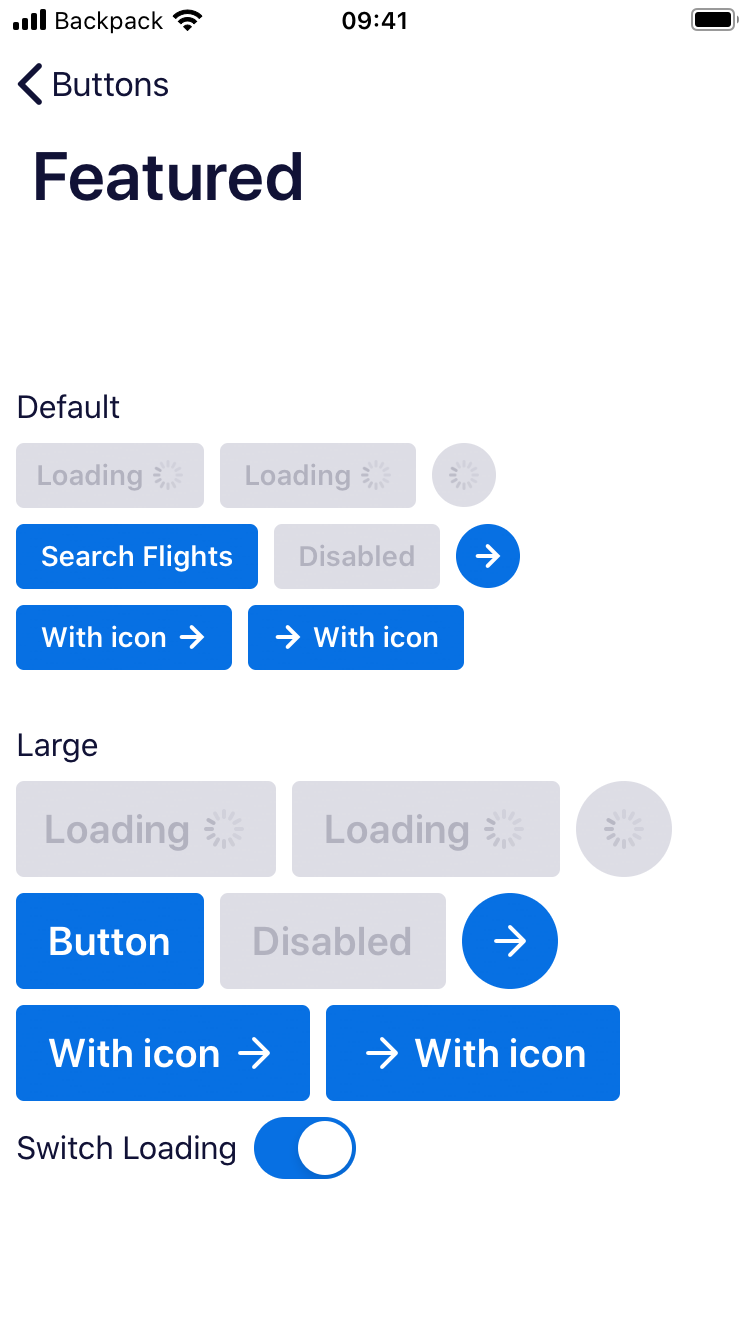 Backpack 09:41
Buttons
Featured
Default
Loading Loading
Search Flights Disabled
With icon With icon
Large
Loading Loading
Button Disabled
With icon With icon
Switch Loading